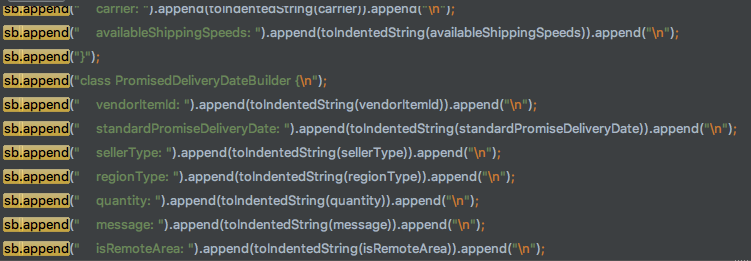 sb.append("    carrier: ").append(toIndentedString(carrier)).append("\n");
sb.append("    availableShippingSpeeds: ").append(toIndentedString(availableShippingSpeeds)).append("\n");
sb.append("}");
sb.append("class PromisedDeliveryDateBuilder {\n");
sb.append("    vendorItemId: ").append(toIndentedString(vendorItemId)).append("\n");
sb.append("    standardPromiseDeliveryDate: ").append(toIndentedString(standardPromiseDeliveryDate)).append("\n");
sb.append("    sellerType: ").append(toIndentedString(sellerType)).append("\n");
sb.append("    regionType: ").append(toIndentedString(regionType)).append("\n");
sb.append("    quantity: ").append(toIndentedString(quantity)).append("\n");
sb.append("    message: ").append(toIndentedString(message)).append("\n");
sb.append("    isRemoteArea: ").append(toIndentedString(isRemoteArea)).append("\n");